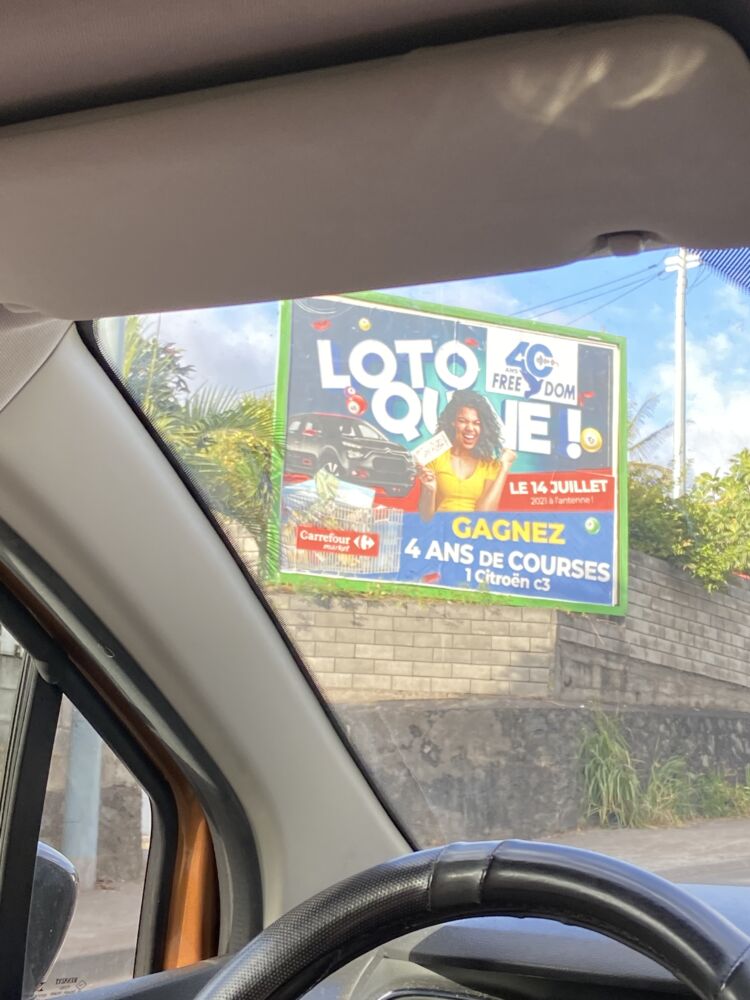 LOTO
40
ANS
FREE DOM
QUINE !
LE 14 JUILLET
2021 à l'antenne !
Carrefour
market
GAGNEZ
4 ANS DE COURSES
1 Citroën c3